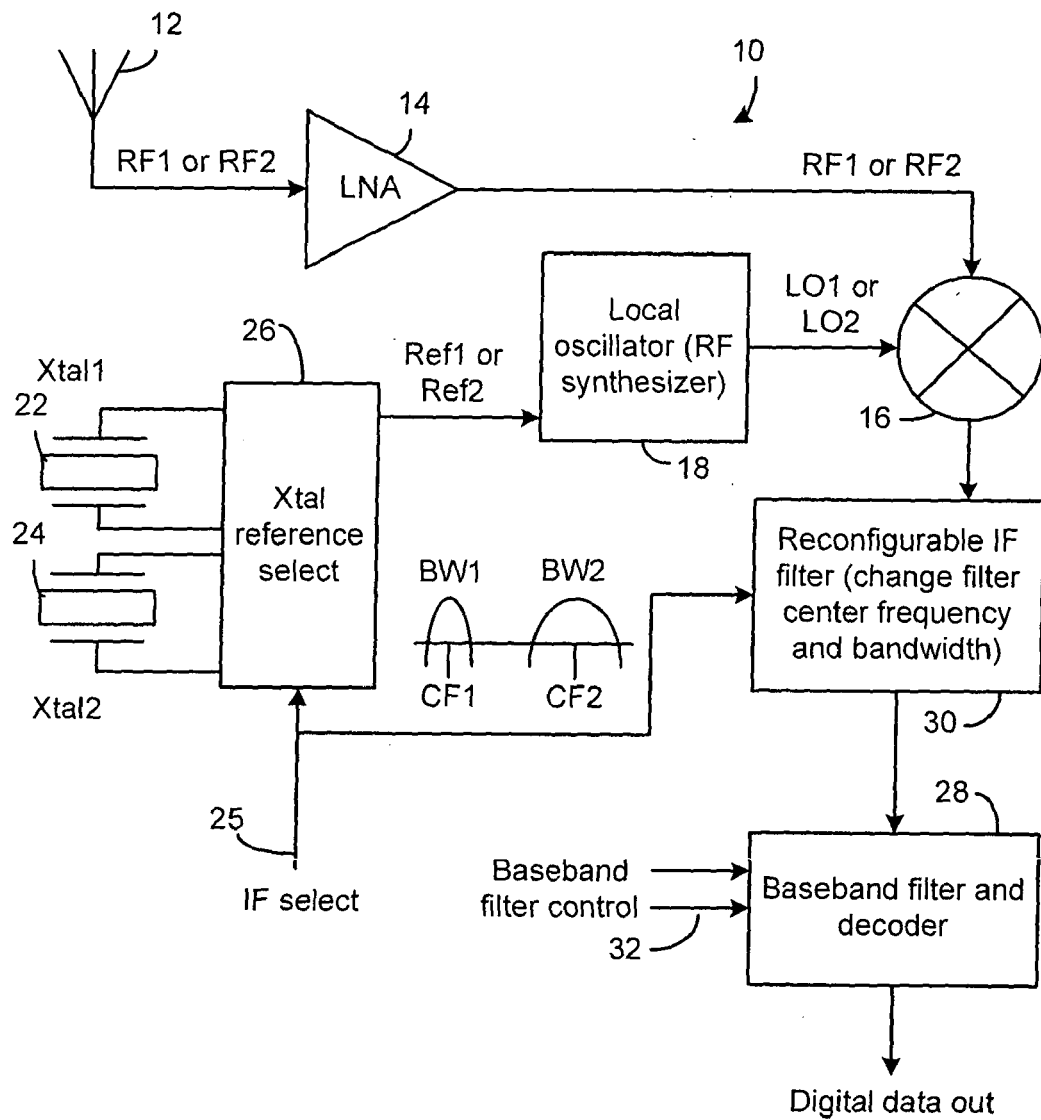 12
10
14
RF1 or RF2
LNA
RF1 or RF2
26
Local
oscillator (RF
synthesizer)
LO1 or
LO2
Xtal1
22
Ref1 or
Ref2
18
16
24
Xtal
reference
select
BW1
BW2
Reconfigurable IF
filter (change filter
center frequency
and bandwidth)
CF1
CF2
Xtal2
30
25
28
IF select
Baseband
filter control
32
Baseband filter and
decoder
Digital data out